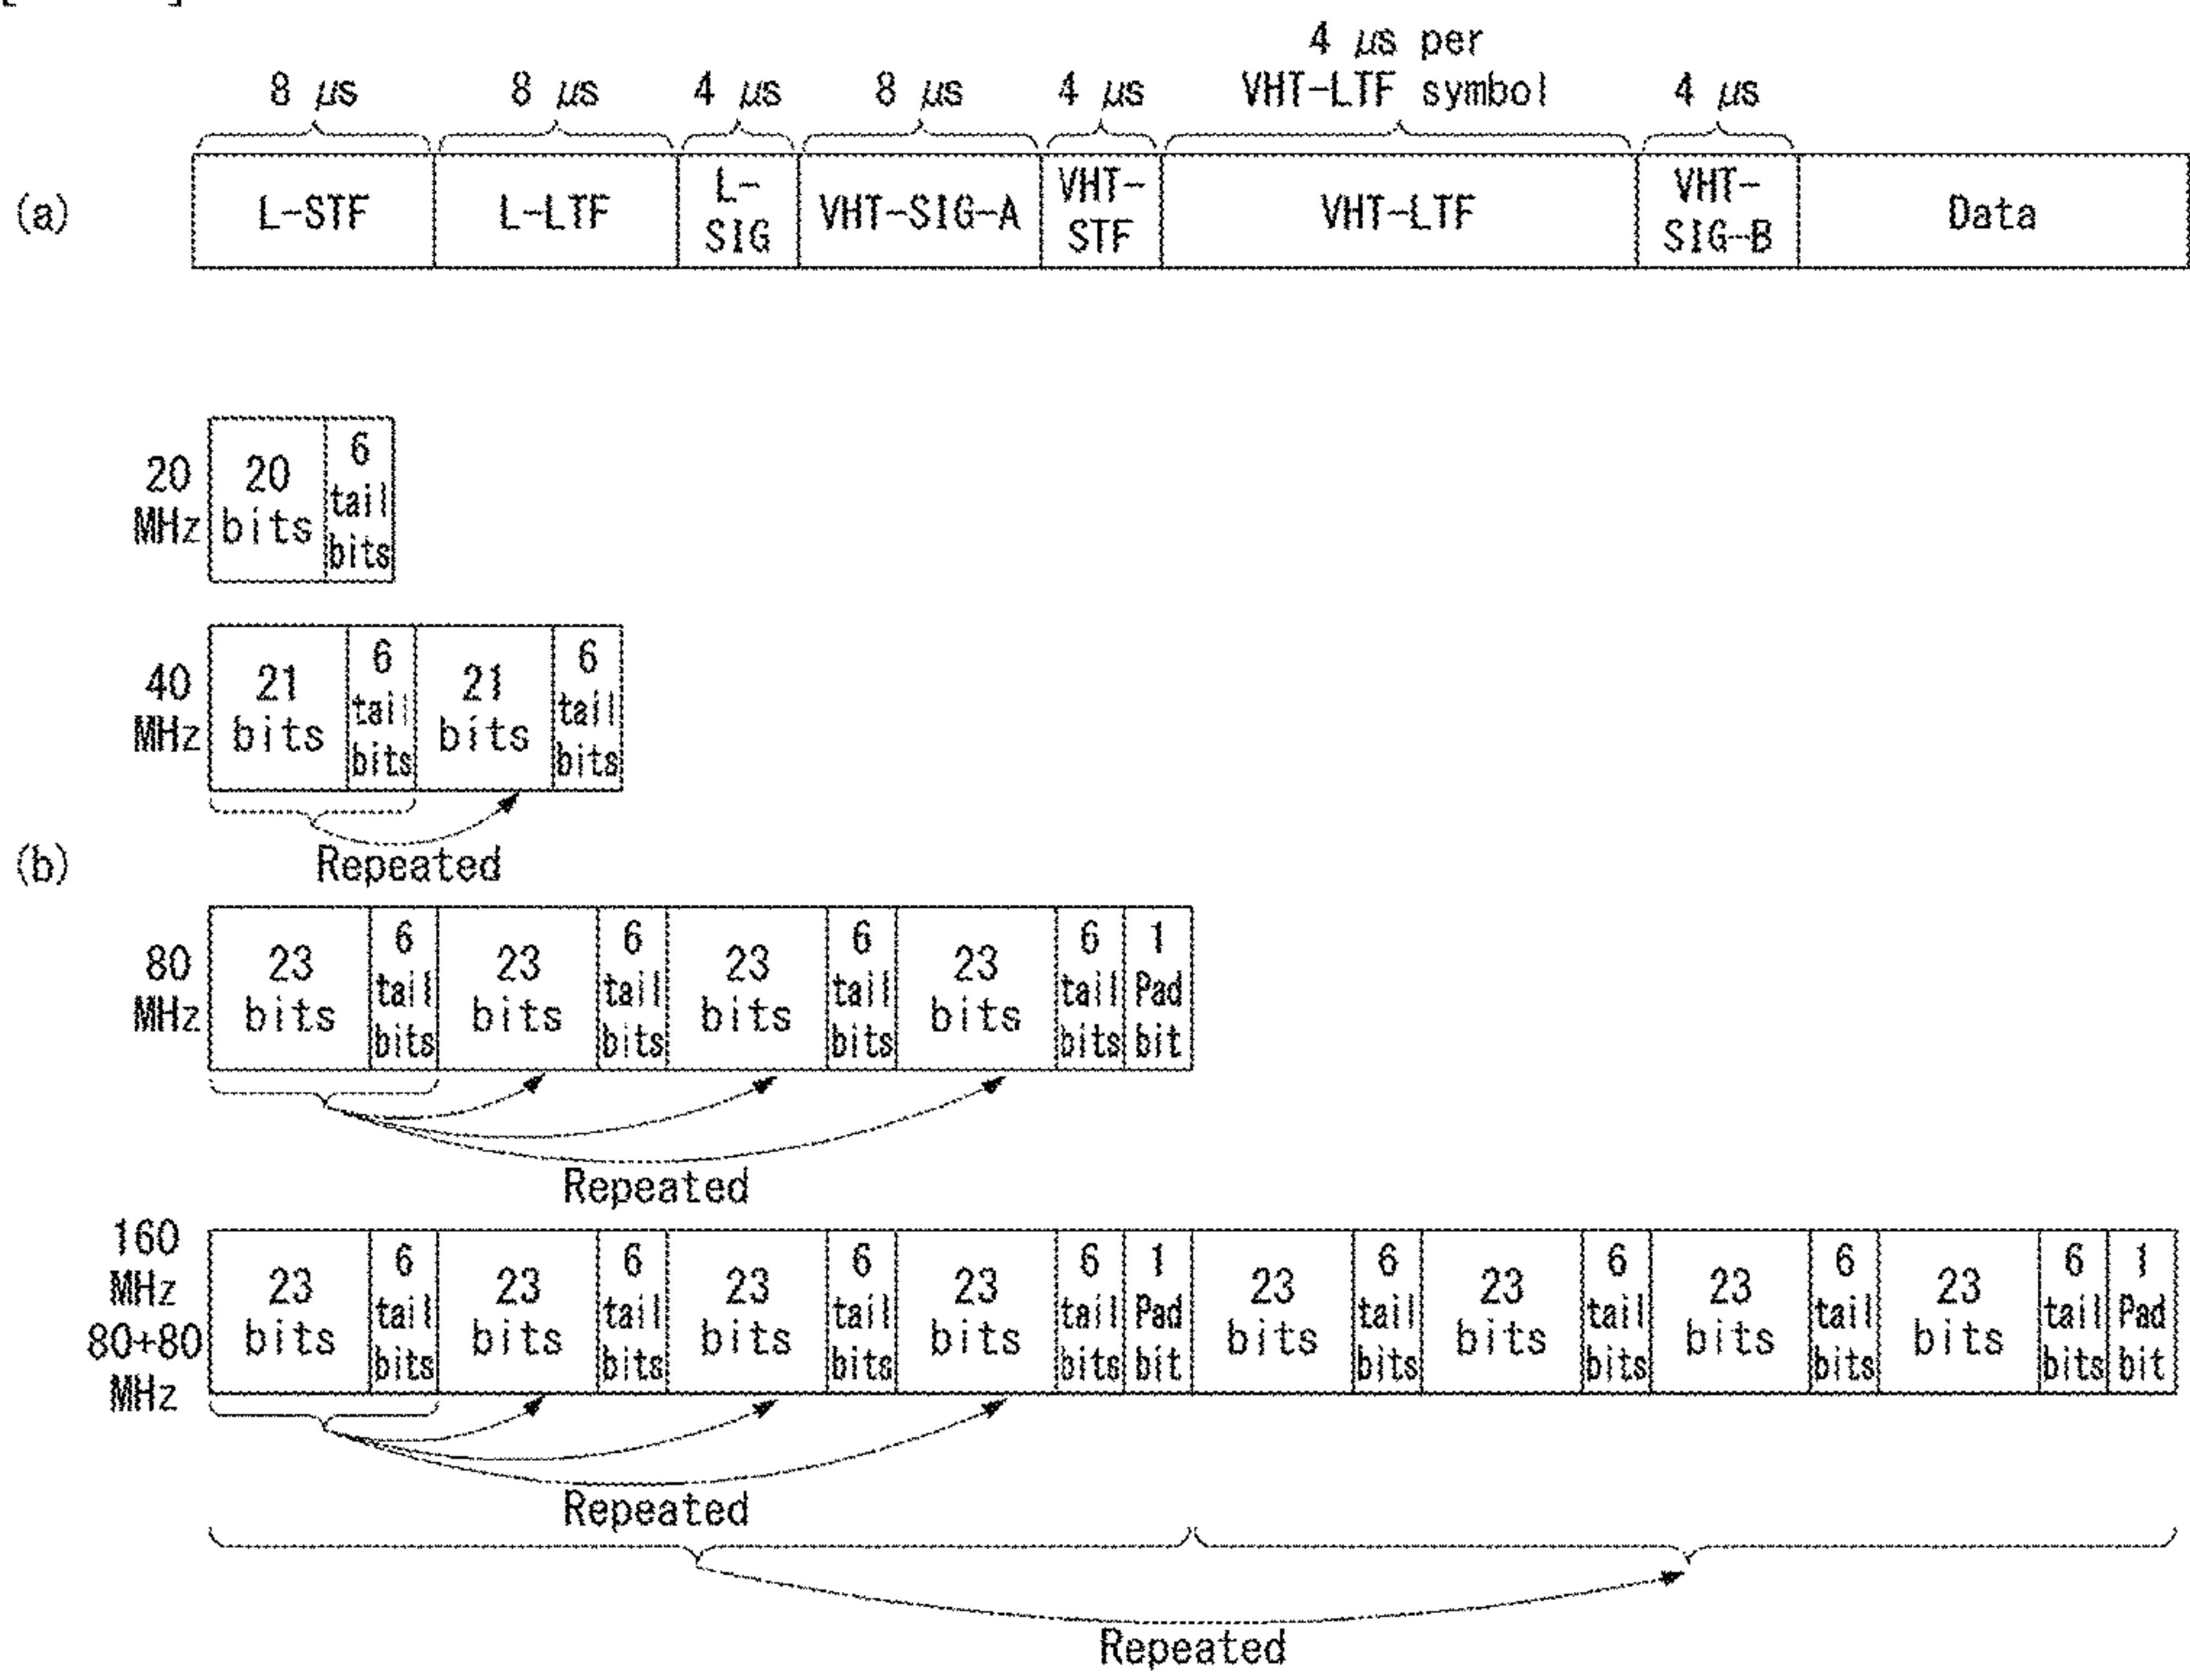 4 µs per
8 µs 8 µs 4 µs 8 µs 4 µs VHT-LTF symbol 4 µs
(a)
L-STF L-LTF L-SIG VHT-SIG-A VHT-STF VHT-LTF VHT-SIG-B Data
20 MHz
20 bits 6 tail bits
40 MHz
21 bits 6 tail bits 21 bits 6 tail bits
Repeated
(b)
80 MHz
23 bits 6 tail bits 23 bits 6 tail bits 23 bits 6 tail bits 23 bits 6 tail bits 1 Pad bit
Repeated
160 MHz
80+80 MHz
23 bits 6 tail bits 23 bits 6 tail bits 23 bits 6 tail bits 23 bits 6 tail bits 1 Pad bit 23 bits 6 tail bits 23 bits 6 tail bits 23 bits 6 tail bits 23 bits 6 tail bits 1 Pad bit
Repeated
Repeated